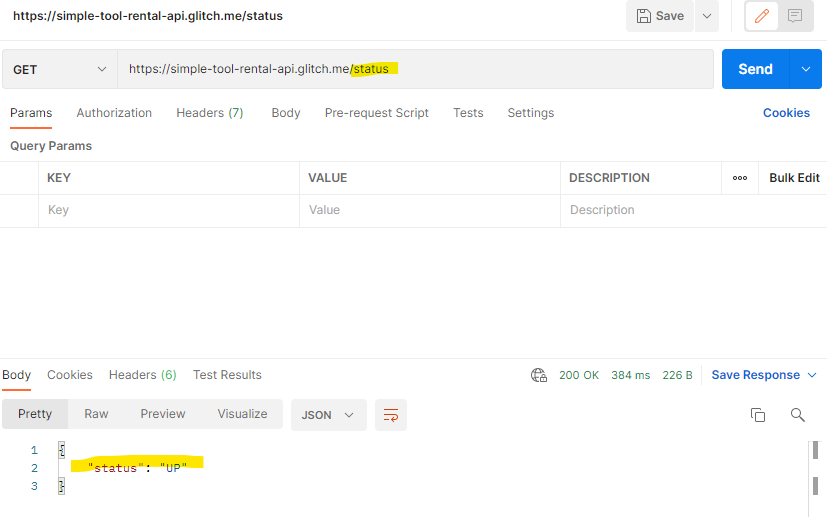 https://simple-tool-rental-api.glitch.me/status Save
GET https://simple-tool-rental-api.glitch.me/status Send
Params Authorization Headers (7) Body Pre-request Script Tests Settings Cookies
Query Params
KEY VALUE DESCRIPTION ooo Bulk Edit
Key Value Description
Body Cookies Headers (6) Test Results 200 OK 384 ms 226 B Save Response
Pretty Raw Preview Visualize JSON
1 {
2 "status": "UP"
3 }